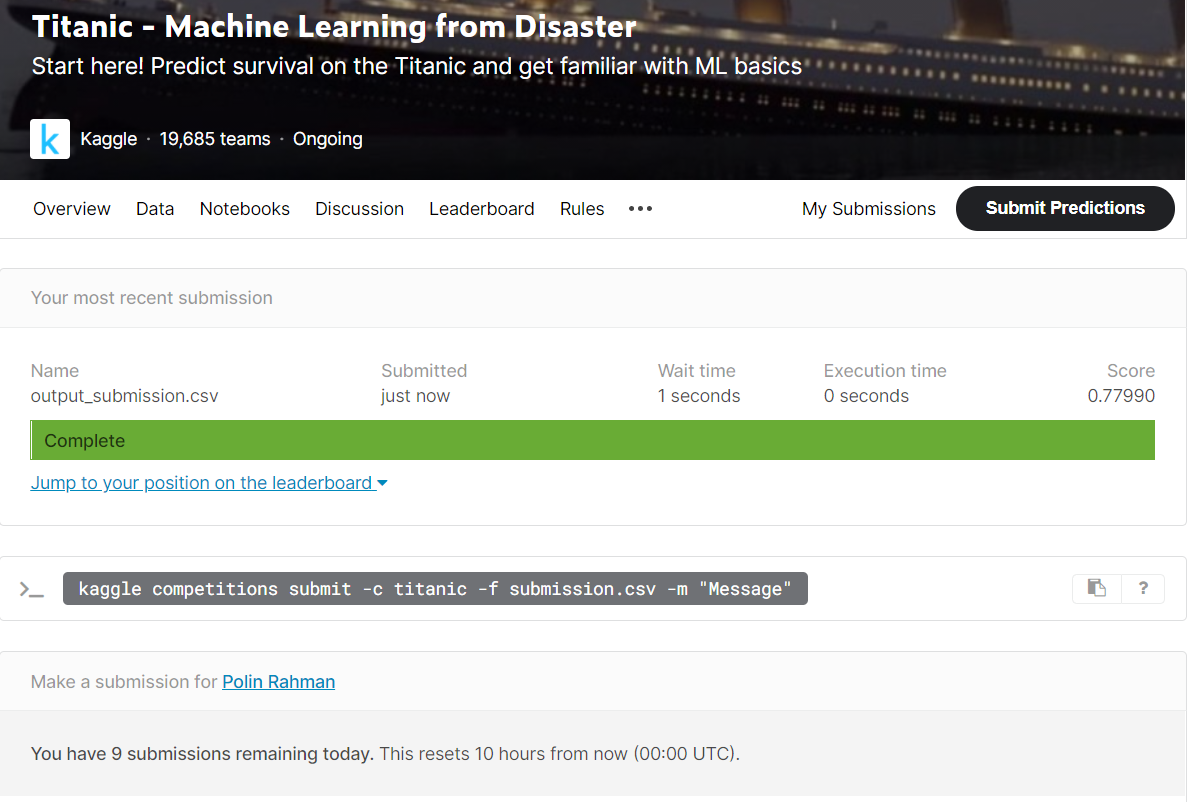 Titanic - Machine Learning from Disaster
Start here! Predict survival on the Titanic and get familiar with ML basics
k Kaggle · 19,685 teams · Ongoing
Overview Data Notebooks Discussion Leaderboard Rules ••• My Submissions Submit Predictions
Your most recent submission
Name Submitted Wait time Execution time Score
output_submission.csv just now 1 seconds 0 seconds 0.77990
Complete
Jump to your position on the leaderboard
>_ kaggle competitions submit -c titanic -f submission.csv -m "Message" ?
Make a submission for Polin Rahman
You have 9 submissions remaining today. This resets 10 hours from now (00:00 UTC).